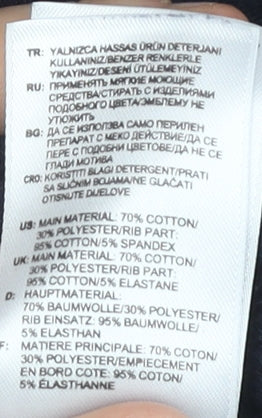 TR: YALNIZCA HASSAS ÜRÜN DETERJANI
KULLANINIZ/BENZER RENKLERLE
YIKAYINIZ/DESENİ ÜTÜLEMEYİNİZ
RU: ПРИМЕНЯТЬ МЯГКИЕ МОЮЩИЕ
СРЕДСТВА/СТИРАТЬ С ИЗДЕЛИЯМИ
ПОДОБНОГО ЦВЕТА/ЭМБЛЕМУ НЕ
УТЮЖИТЬ
BG: ДА СЕ ИЗПОЛЗВА САМО ПЕРИЛЕН
ПРЕПАРАТ С МЕКО ДЕЙСТВИЕ/ДА СЕ
ПЕРЕ С ПОДОБНИ ЦВЕТОВЕ/ДА НЕ СЕ
ГЛАДИ МОТИВА
CRO: KORISTITI BLAGI DETERGENT/PRATI
SA SLIČNIM BOJAMA/NE GLAČATI
OTISNUTE DIJELOVE
US: MAIN MATERIAL: 70% COTTON/
30% POLYESTER/RIB PART:
95% COTTON/5% SPANDEX
UK: MAIN MATERIAL: 70% COTTON/
30% POLYESTER/RIB PART:
95% COTTON/5% ELASTANE
D: HAUPTMATERIAL:
70% BAUMWOLLE/30% POLYESTER/
RIB EINSATZ: 95% BAUMWOLLE/
5% ELASTHAN
F: MATIERE PRINCIPALE: 70% COTON/
30% POLYESTER/EMPIECEMENT
EN BORD COTE: 95% COTON/
5% ÉLASTHANNE